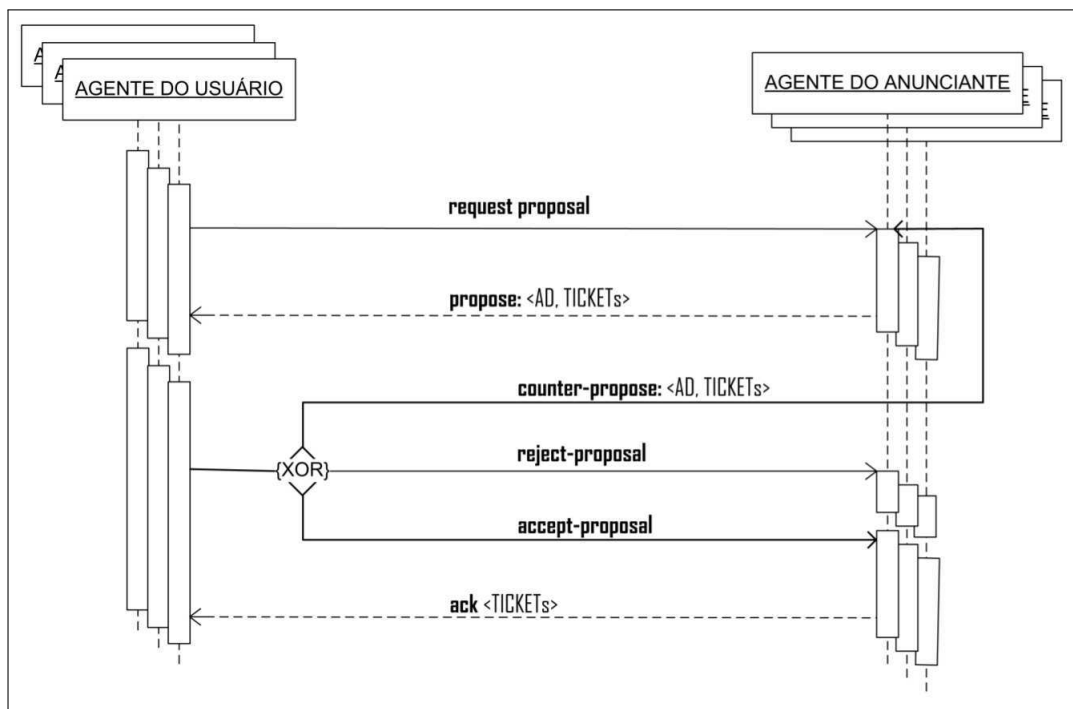 A
A
AGENTE DO USUÁRIO
AGENTE DO ANUNCIANTE
E
E
request proposal
propose: <AD, TICKETs>
counter-propose: <AD, TICKETs>
{XOR}
reject-proposal
accept-proposal
ack <TICKETs>